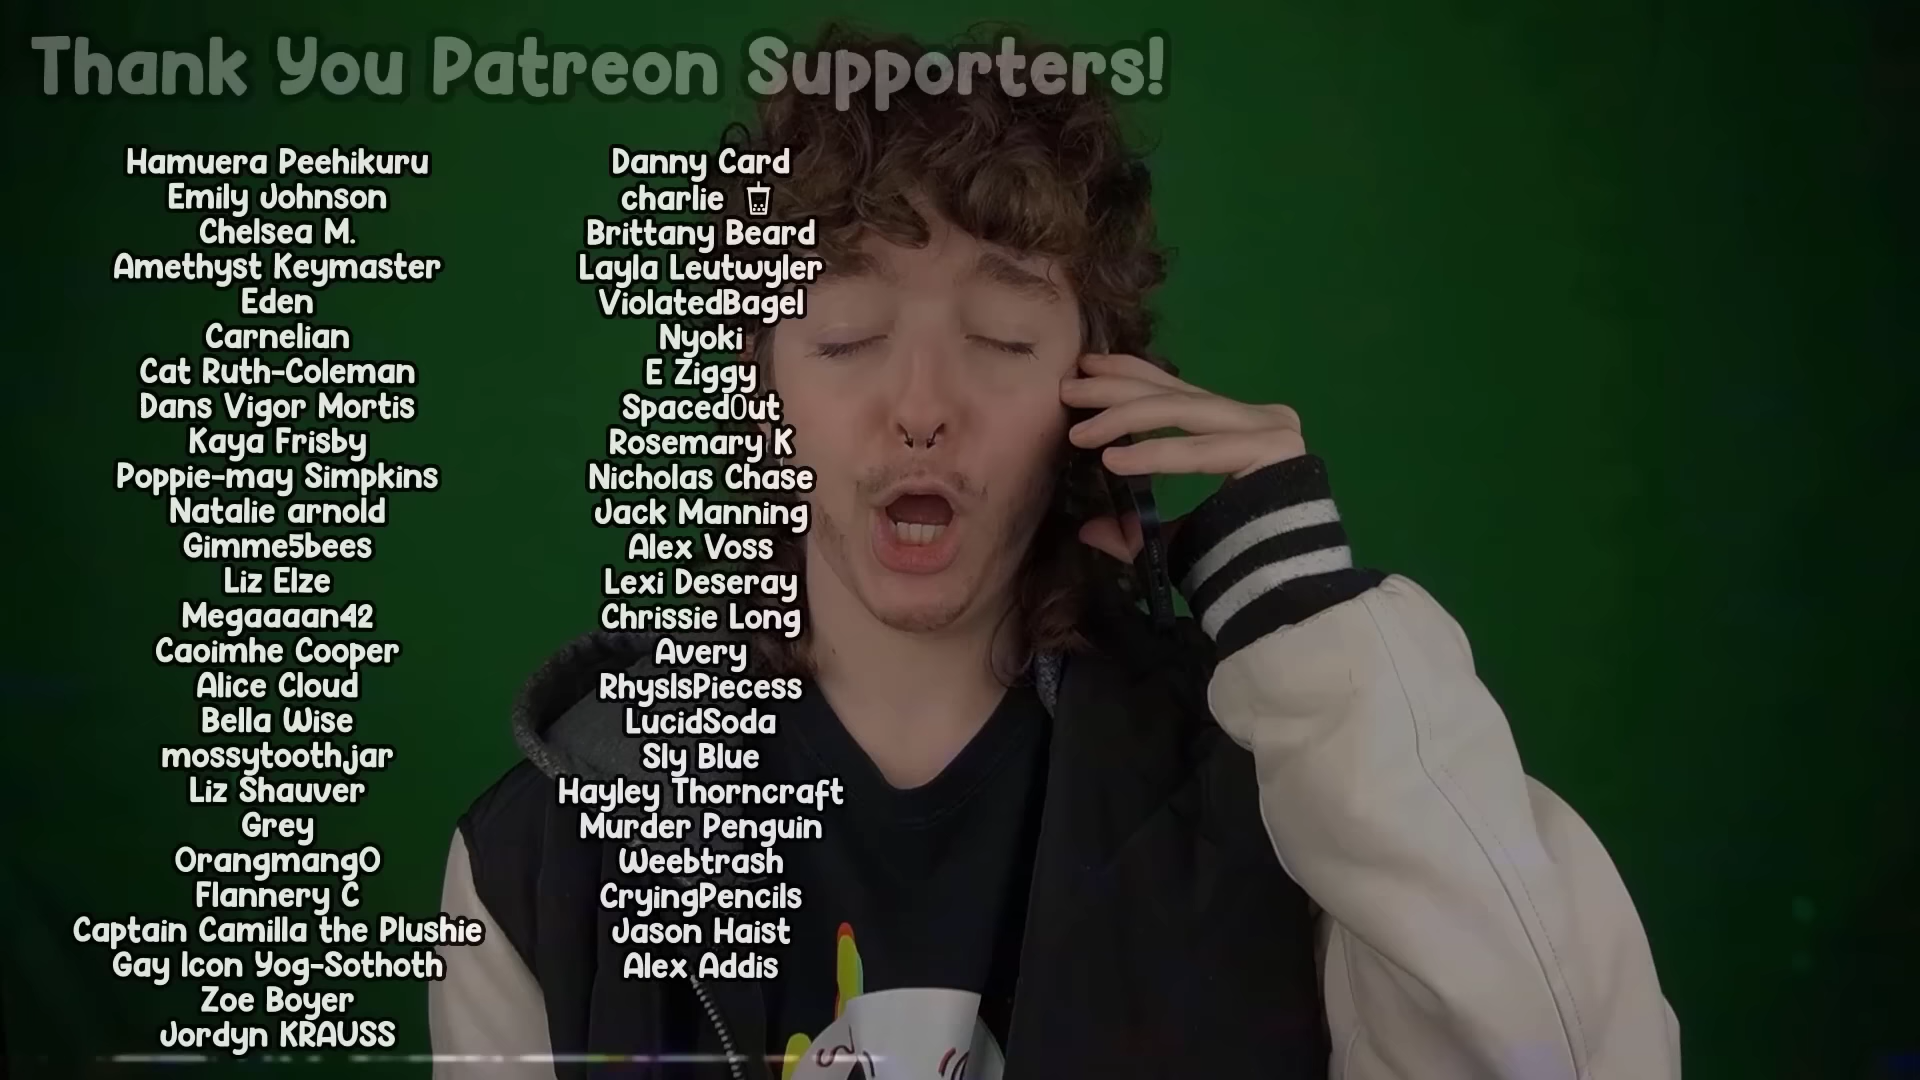 Thank You Patreon Supporters!
Hamuera Peehikuru
Emily Johnson
Chelsea M.
Amethyst Keymaster
Eden
Carnelian
Cat Ruth-Coleman
Dans Vigor Mortis
Kaya Frisby
Poppie-may Simpkins
Natalie arnold
Gimme5bees
Liz Elze
Megaaaan42
Caoimhe Cooper
Alice Cloud
Bella Wise
mossytoothjar
Liz Shauver
Grey
OrangmangO
Flannery C
Captain Camilla the Plushie
Gay Icon Yog-Sothoth
Zoe Boyer
Jordyn KRAUSS
Danny Card
charlie 🧋
Brittany Beard
Layla Leutwyler
ViolatedBagel
Nyoki
E Ziggy
Spaced0ut
Rosemary K
Nicholas Chase
Jack Manning
Alex Voss
Lexi Deseray
Chrissie Long
Avery
RhysIsPiecess
LucidSoda
Sly Blue
Hayley Thorncraft
Murder Penguin
Weebtrash
CryingPencils
Jason Haist
Alex Addis